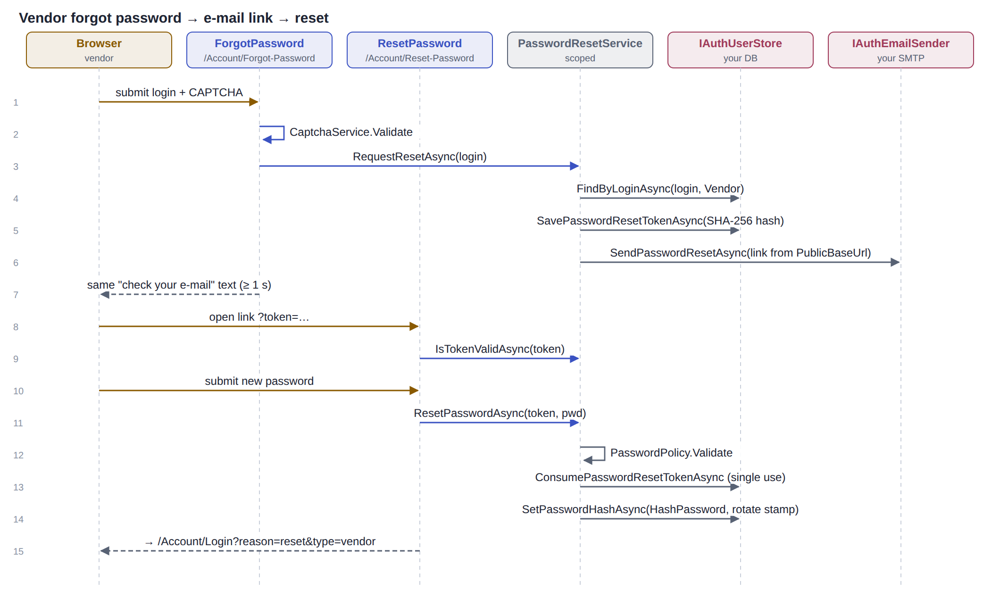 Vendor forgot password → e-mail link → reset
Browser
vendor
ForgotPassword
/Account/Forgot-Password
ResetPassword
/Account/Reset-Password
PasswordResetService
scoped
IAuthUserStore
your DB
IAuthEmailSender
your SMTP
1
submit login + CAPTCHA
2
CaptchaService.Validate
3
RequestResetAsync(login)
4
FindByLoginAsync(login, Vendor)
5
SavePasswordResetTokenAsync(SHA-256 hash)
6
SendPasswordResetAsync(link from PublicBaseUrl)
7
same "check your e-mail" text (≥ 1 s)
8
open link ?token=…
9
IsTokenValidAsync(token)
10
submit new password
11
ResetPasswordAsync(token, pwd)
12
PasswordPolicy.Validate
13
ConsumePasswordResetTokenAsync (single use)
14
SetPasswordHashAsync(HashPassword, rotate stamp)
15
→ /Account/Login?reason=reset&type=vendor